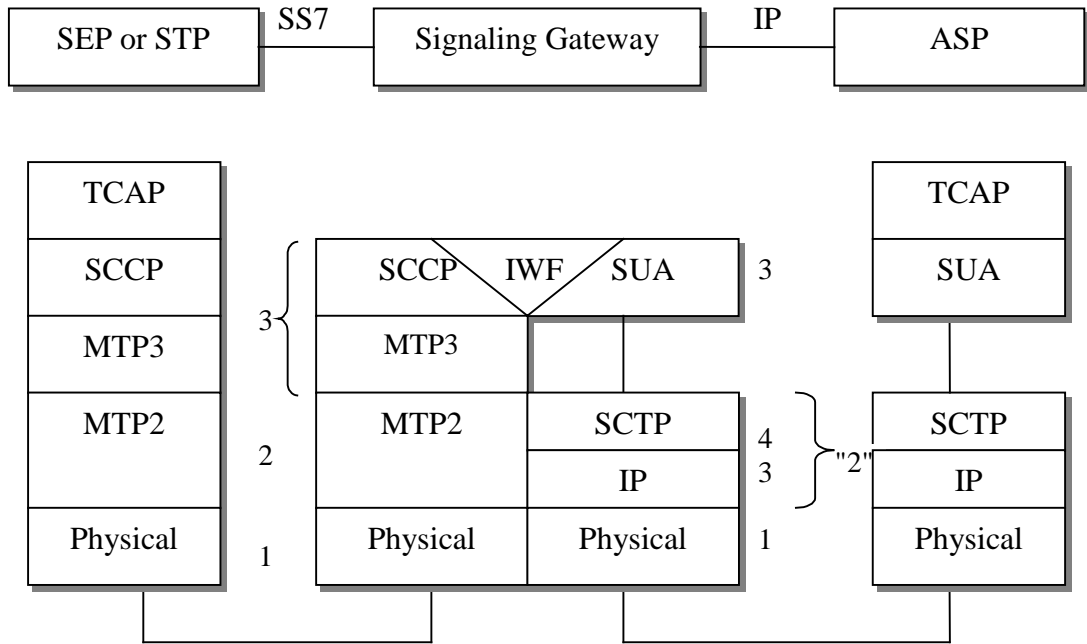 SEP or STP
SS7
Signaling Gateway
IP
ASP
TCAP
SCCP
MTP3
MTP2
Physical
3
2
1
SCCP
IWF
SUA
3
MTP3
MTP2
SCTP
4
IP
3
"2"
Physical
Physical
1
TCAP
SUA
SCTP
IP
Physical